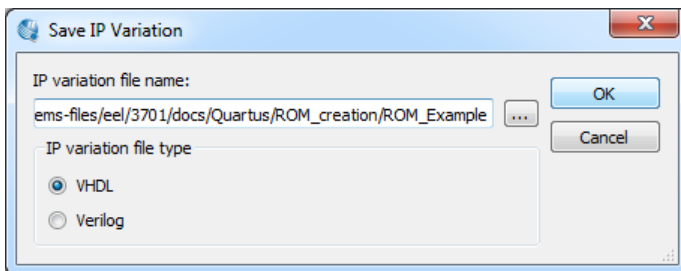 Save IP Variation
IP variation file name:
ems-files/eel/3701/docs/Quartus/ROM_creation/ROM_Example
...
OK
Cancel
IP variation file type
VHDL
Verilog